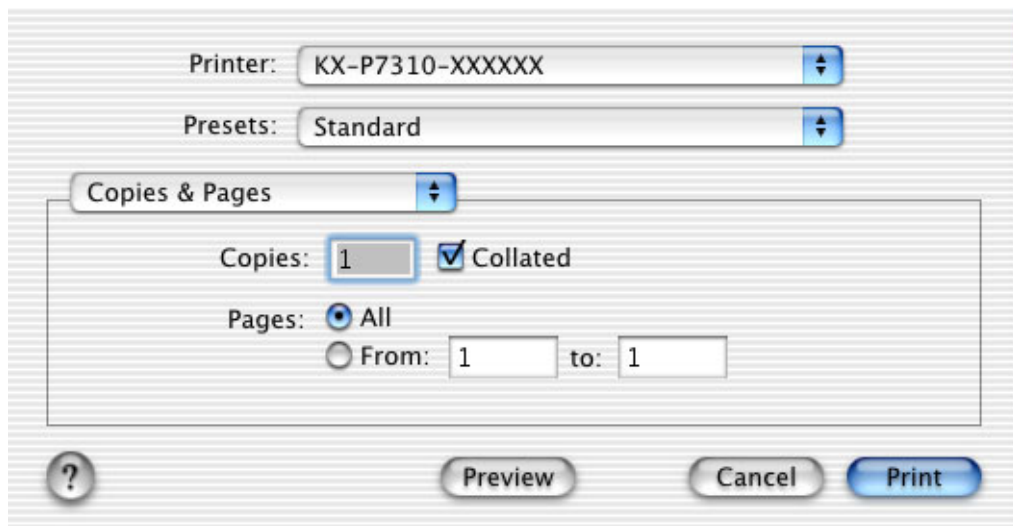 Printer: KX-P7310-XXXXXX
Presets: Standard
Copies & Pages
Copies: 1 Collated
Pages: All
From: 1 to: 1
? Preview Cancel Print